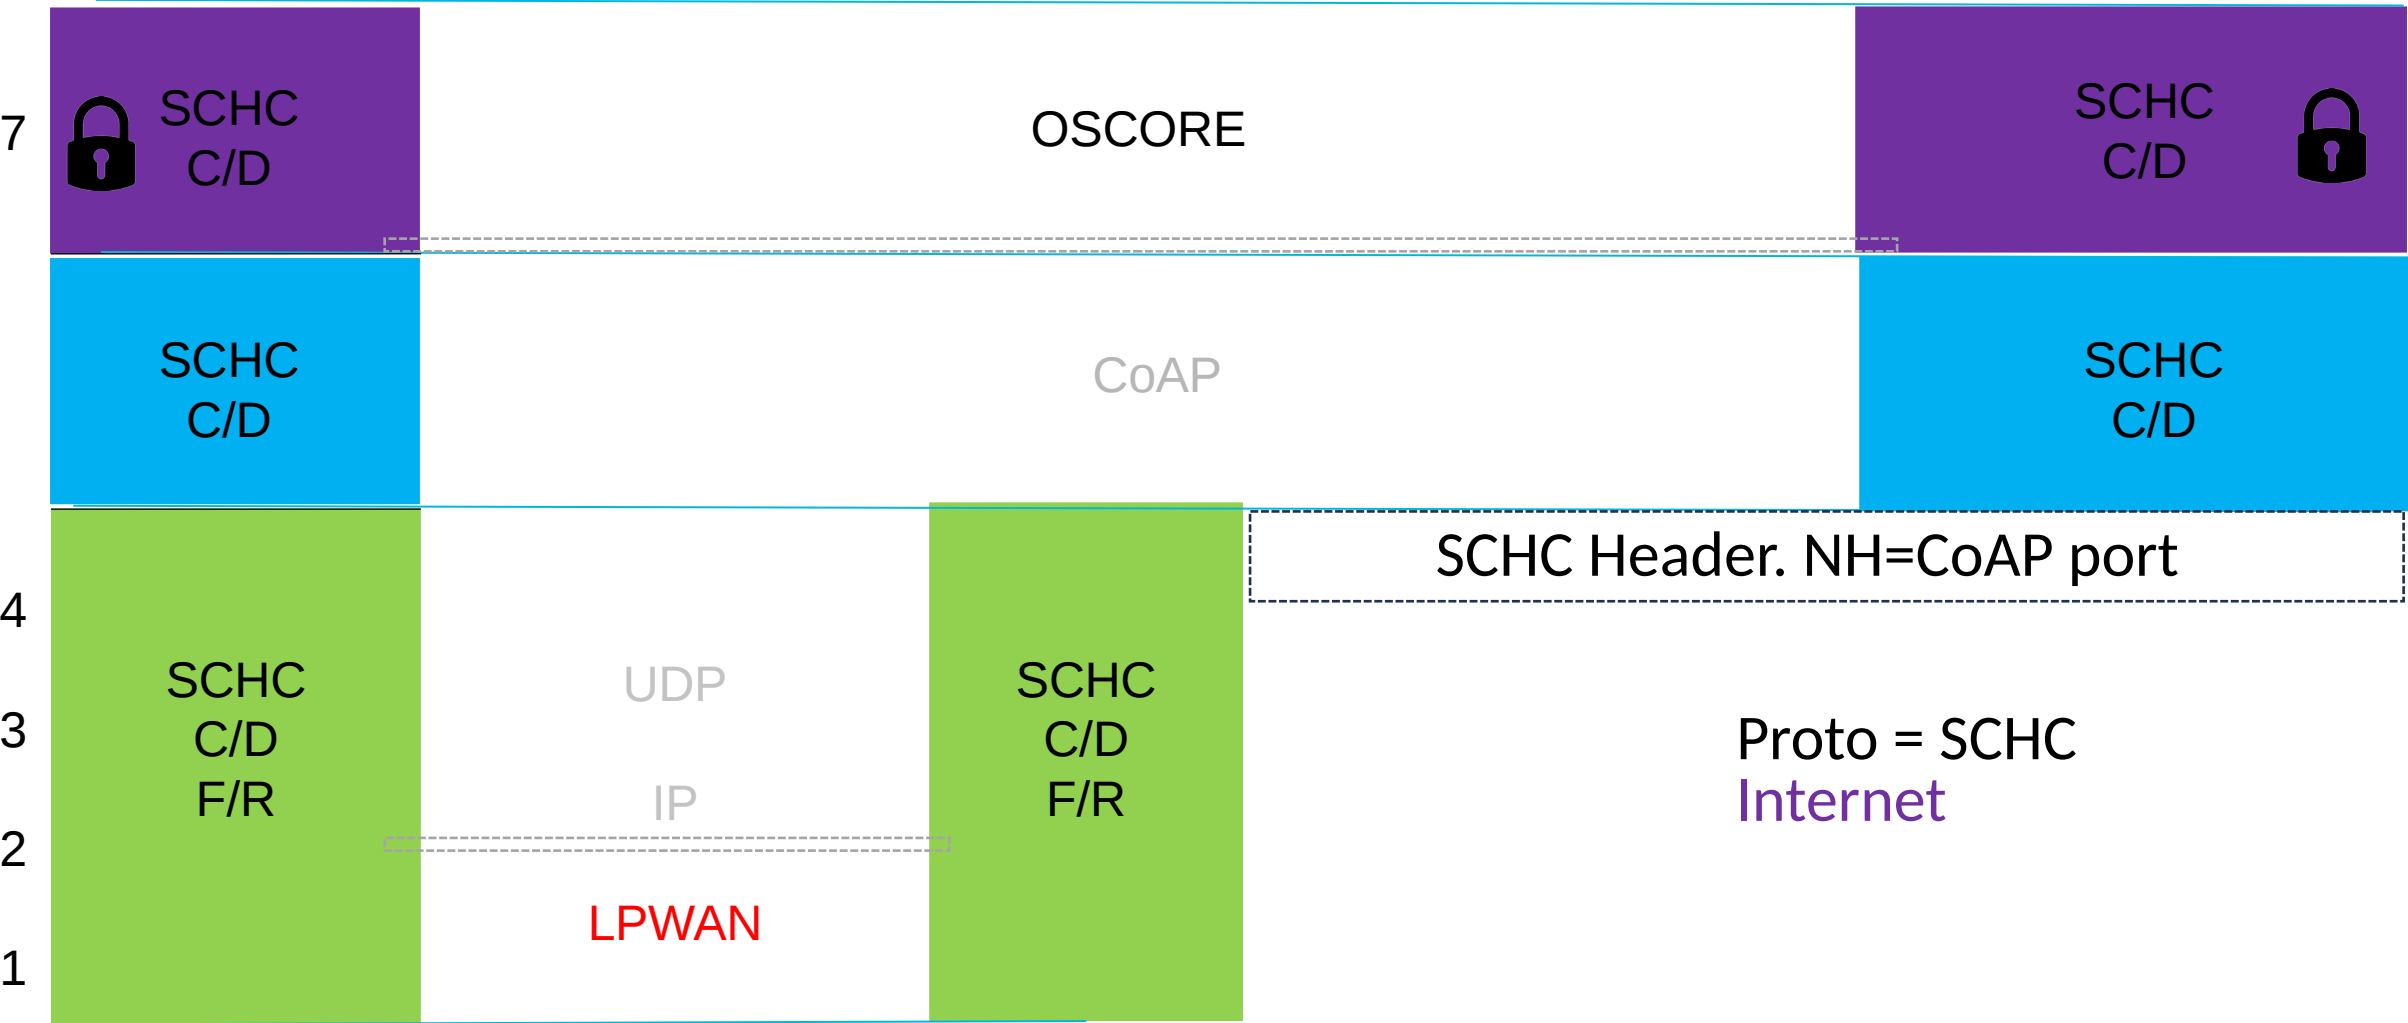 7
SCHC
C/D
OSCORE
SCHC
C/D
SCHC
C/D
CoAP
SCHC
C/D
SCHC Header. NH=CoAP port
4
3
2
1
SCHC
C/D
F/R
UDP
IP
LPWAN
SCHC
C/D
F/R
Proto = SCHC
Internet